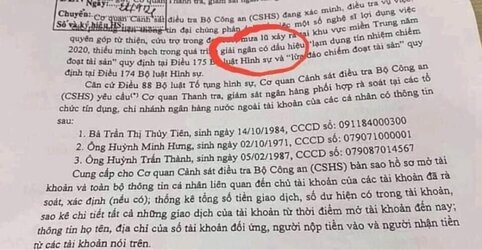 Ngày:
Chuyển: Cơ quan Cảnh sát điều tra Bộ Công an (CSHS) đang xác minh, điều tra vụ việc
Số và ký hiệu HS: thông tin đại chúng phản ánh việc một số nghệ sĩ lợi dụng việc
quyên góp từ thiện, cứu trợ trong đợt mưa lũ xảy ra tại khu vực miền Trung năm
2020, thiếu minh bạch trong quá trình giải ngân có dấu hiệu "lạm dụng tín nhiệm chiếm
đoạt tài sản" quy định tại Điều 175 Bộ luật Hình sự và "lừa đảo chiếm đoạt tài sản" quy
định tại Điều 174 Bộ luật Hình sự.
Căn cứ Điều 88 Bộ luật Tố tụng hình sự, Cơ quan Cảnh sát điều tra Bộ Công an
(CSHS) yêu cầu(*) Cơ quan Thanh tra, giám sát ngân hàng phối hợp rà soát tại các tổ
chức tín dụng, chi nhánh ngân hàng nước ngoài tài khoản của các cá nhân có thông tin
sau:
1. Bà Trần Thị Thủy Tiên, sinh ngày 14/10/1984, CCCD số: 091184000300
2. Ông Huỳnh Minh Hưng, sinh ngày 02/10/1971, CCCD số: 079071000001
3. Ông Huỳnh Trấn Thành, sinh ngày 05/02/1987, CCCD số: 079087014567
Cung cấp cho Cơ quan Cảnh sát điều tra Bộ Công an (CSHS) bản sao hồ sơ mở tài
khoản và toàn bộ thông tin cá nhân liên quan đến chủ tài khoản của các tài khoản đã rà
soát, xác định (nếu có); thống kê tổng số tiền giao dịch, số dư hiện có trong tài khoản,
sao kê chi tiết tất cả những giao dịch của tài khoản từ thời điểm mở tài khoản đến nay;
thông tin họ tên, địa chỉ của số tài khoản đối ứng, người nộp tiền vào và người nhận tiền
từ các tài khoản nói trên.